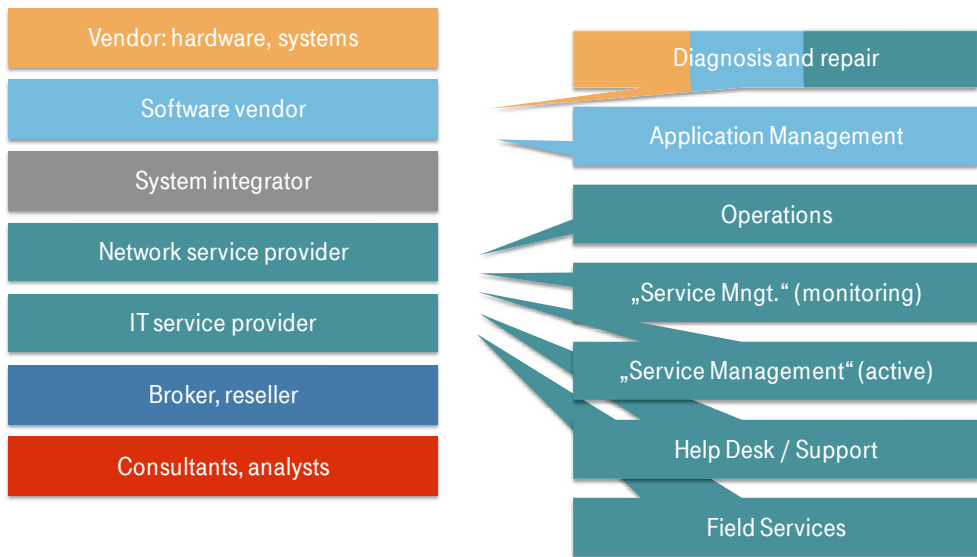 Vendor: hardware, systems
Software vendor
System integrator
Network service provider
IT service provider
Broker, reseller
Consultants, analysts
Diagnosis and repair
Application Management
Operations
„Service Mngt.“ (monitoring)
„Service Management“ (active)
Help Desk / Support
Field Services